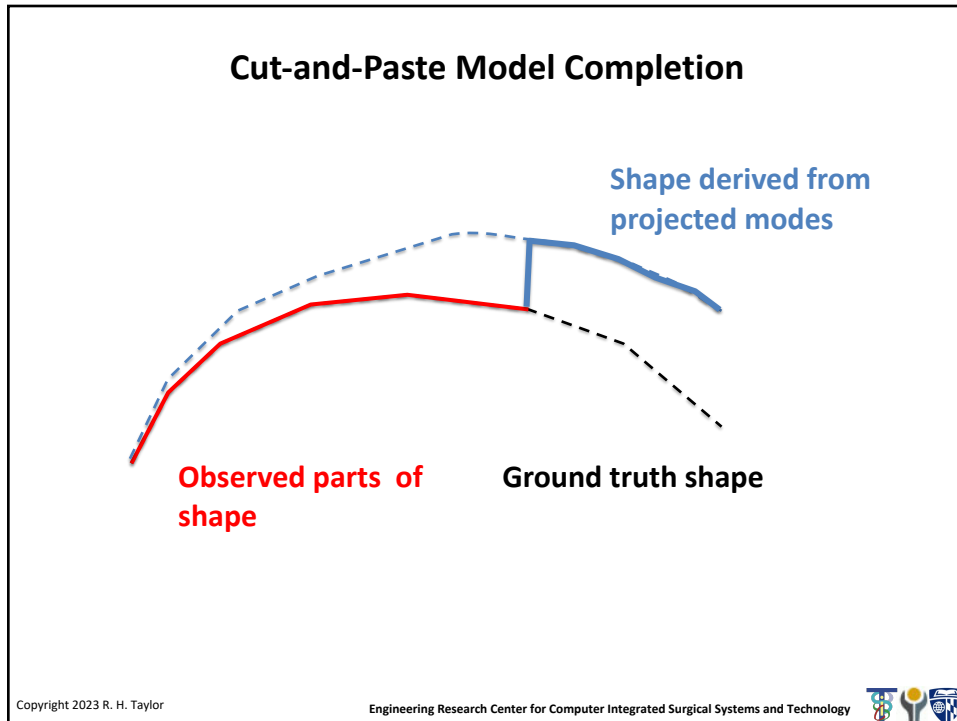 Cut-and-Paste Model Completion
Shape derived from
projected modes
Observed parts of
shape
Ground truth shape
Copyright 2023 R. H. Taylor
Engineering Research Center for Computer Integrated Surgical Systems and Technology